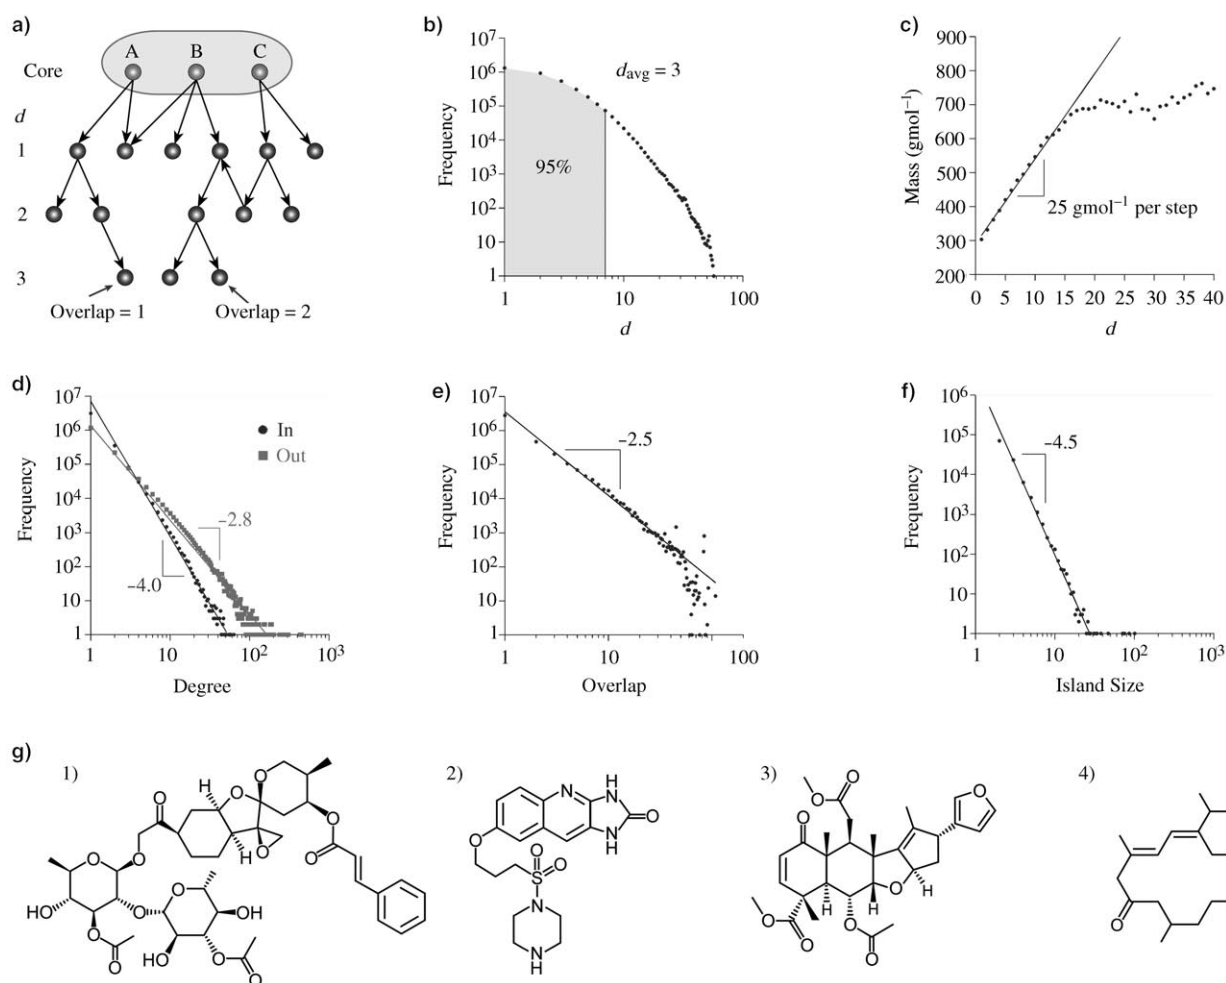 a)
A B C
Core
d
1
2
3
Overlap = 1
Overlap = 2
b)
10⁷
10⁶
10⁵
10⁴
10³
10²
10
1
Frequency
d_avg = 3
95%
1 10 100
d
c)
900
800
700
600
500
400
300
200
Mass (gmol⁻¹)
25 gmol⁻¹ per step
0 5 10 15 20 25 30 35 40
d
d)
10⁷
10⁶
10⁵
10⁴
10³
10²
10
1
Frequency
In
Out
–2.8
–4.0
1 10 10² 10³
Degree
e)
10⁷
10⁶
10⁵
10⁴
10³
10²
10
1
Frequency
–2.5
1 10 100
Overlap
f)
10⁶
10⁵
10⁴
10³
10²
10
1
Frequency
–4.5
1 10 10² 10³
Island Size
g)
1)
O
O
O
H
H
O
O
O
O
O
O
O
HO
O
O
OH
HO
O
O
2)
N
H
N
O
N
H
O
O
O
S
N
N
H
3)
O
O
O
O
O
H
H
O
H
O
O
O
O
4)
O